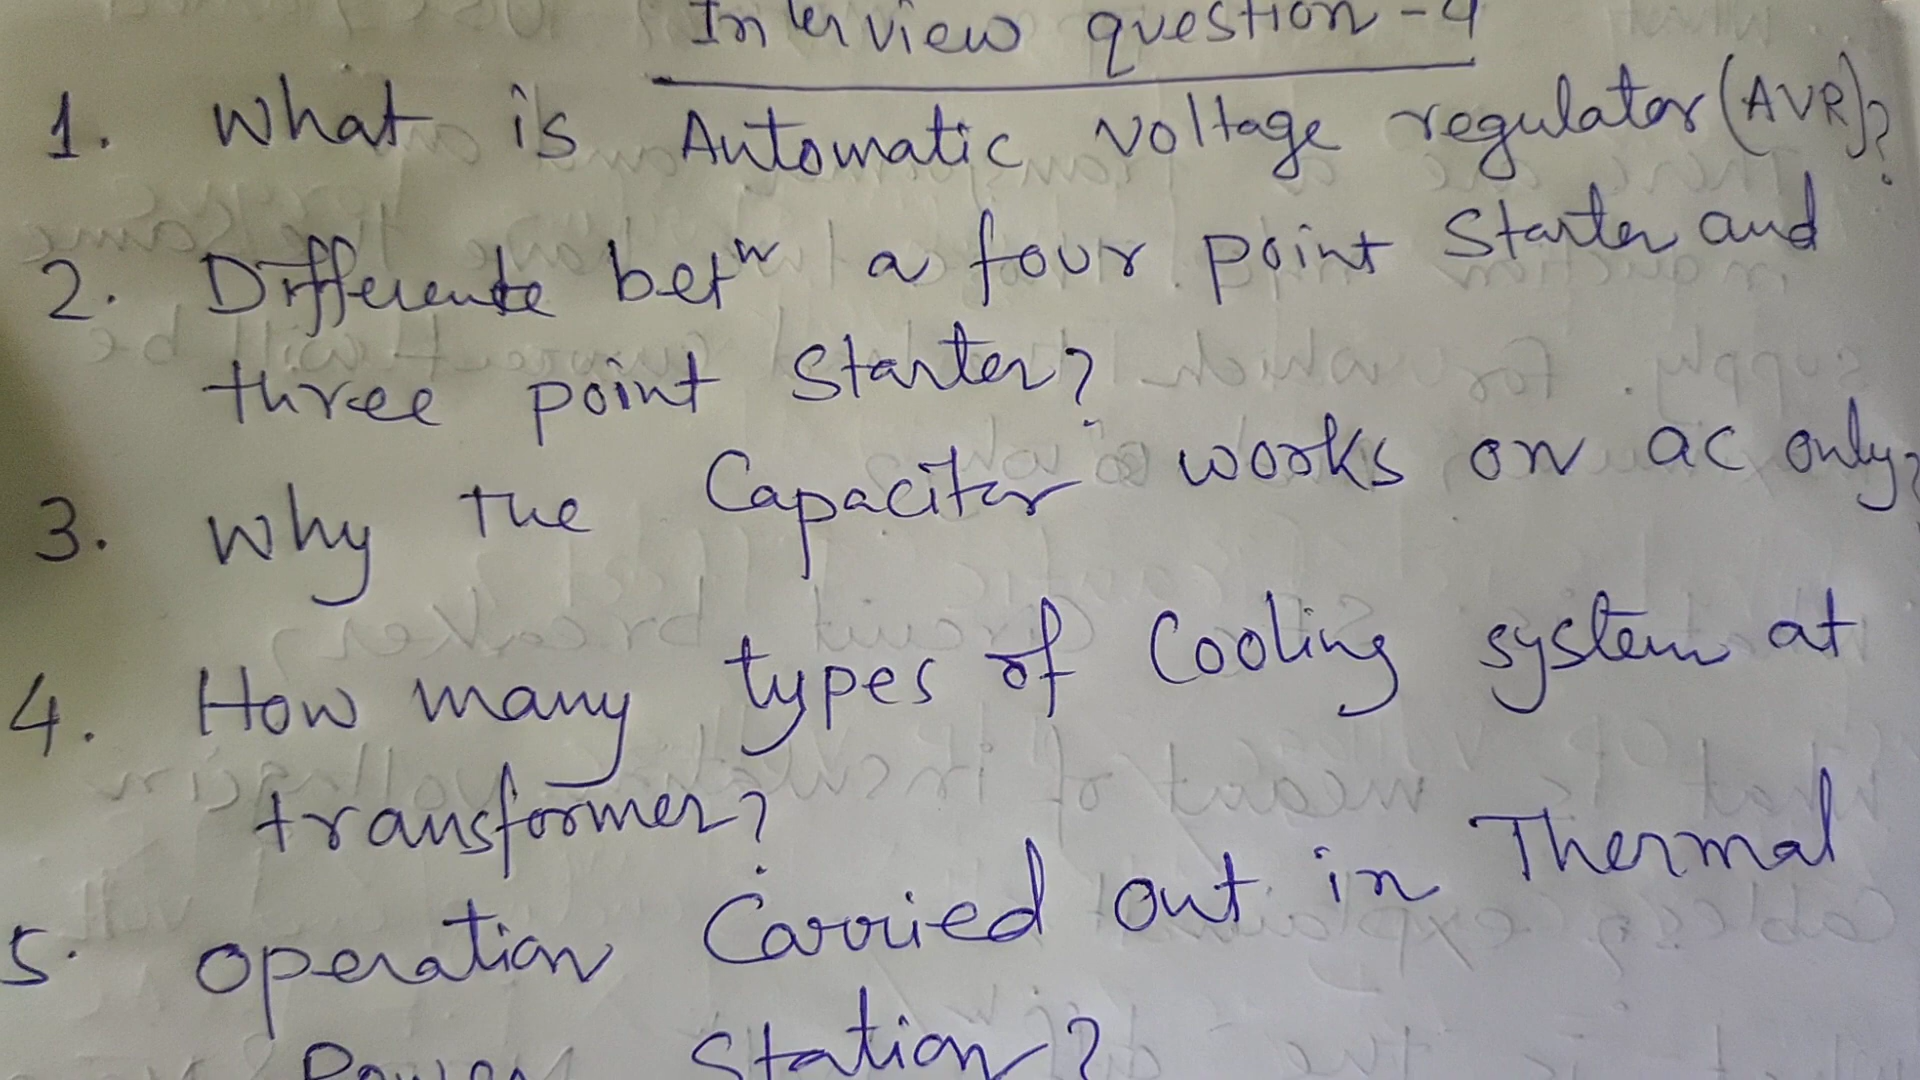 Interview question - 4
1. What is Automatic voltage regulator (AVR)?
2. Differente betⁿ a four point Starter and
three point Starter?
3. Why the Capacitor works on ac only?
4. How many types of Cooling system at
transformer?
5. Operation Carried out in Thermal
Power Station?